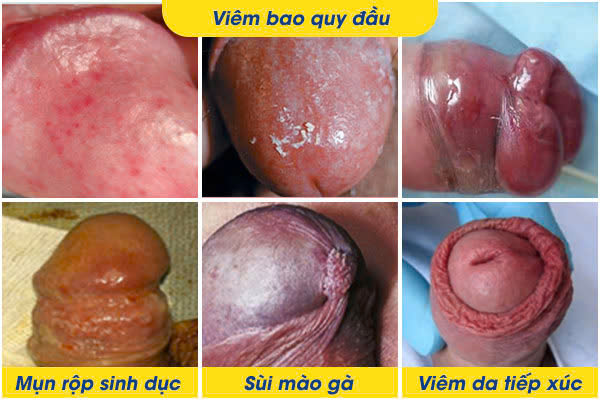 Viêm bao quy đầu
Mụn rộp sinh dục
Sùi mào gà
Viêm da tiếp xúc